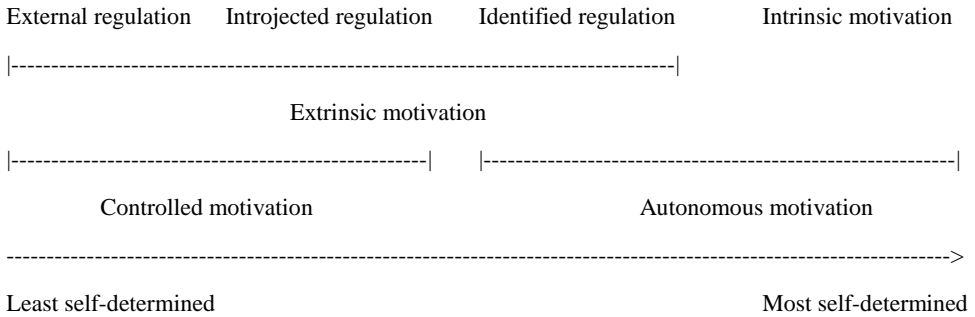 External regulation Introjected regulation Identified regulation Intrinsic motivation
|------------------------------------------------------------------------------------|
Extrinsic motivation
|-----------------------------------------------------| |------------------------------------------------------------|
Controlled motivation Autonomous motivation
------------------------------------------------------------------------------------------------------------------------>
Least self-determined Most self-determined